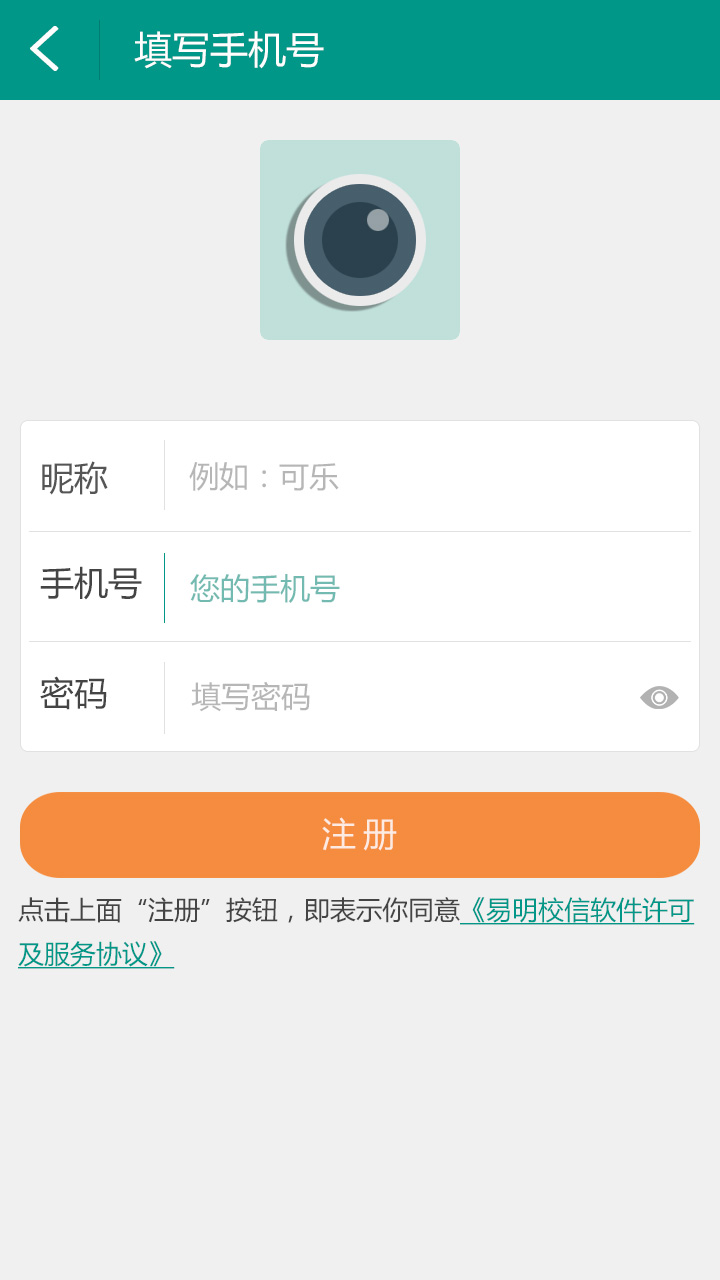 填写手机号
昵称 例如：可乐
手机号 您的手机号
密码 填写密码
注册
点击上面“注册”按钮，即表示你同意《易明校信软件许可
及服务协议》